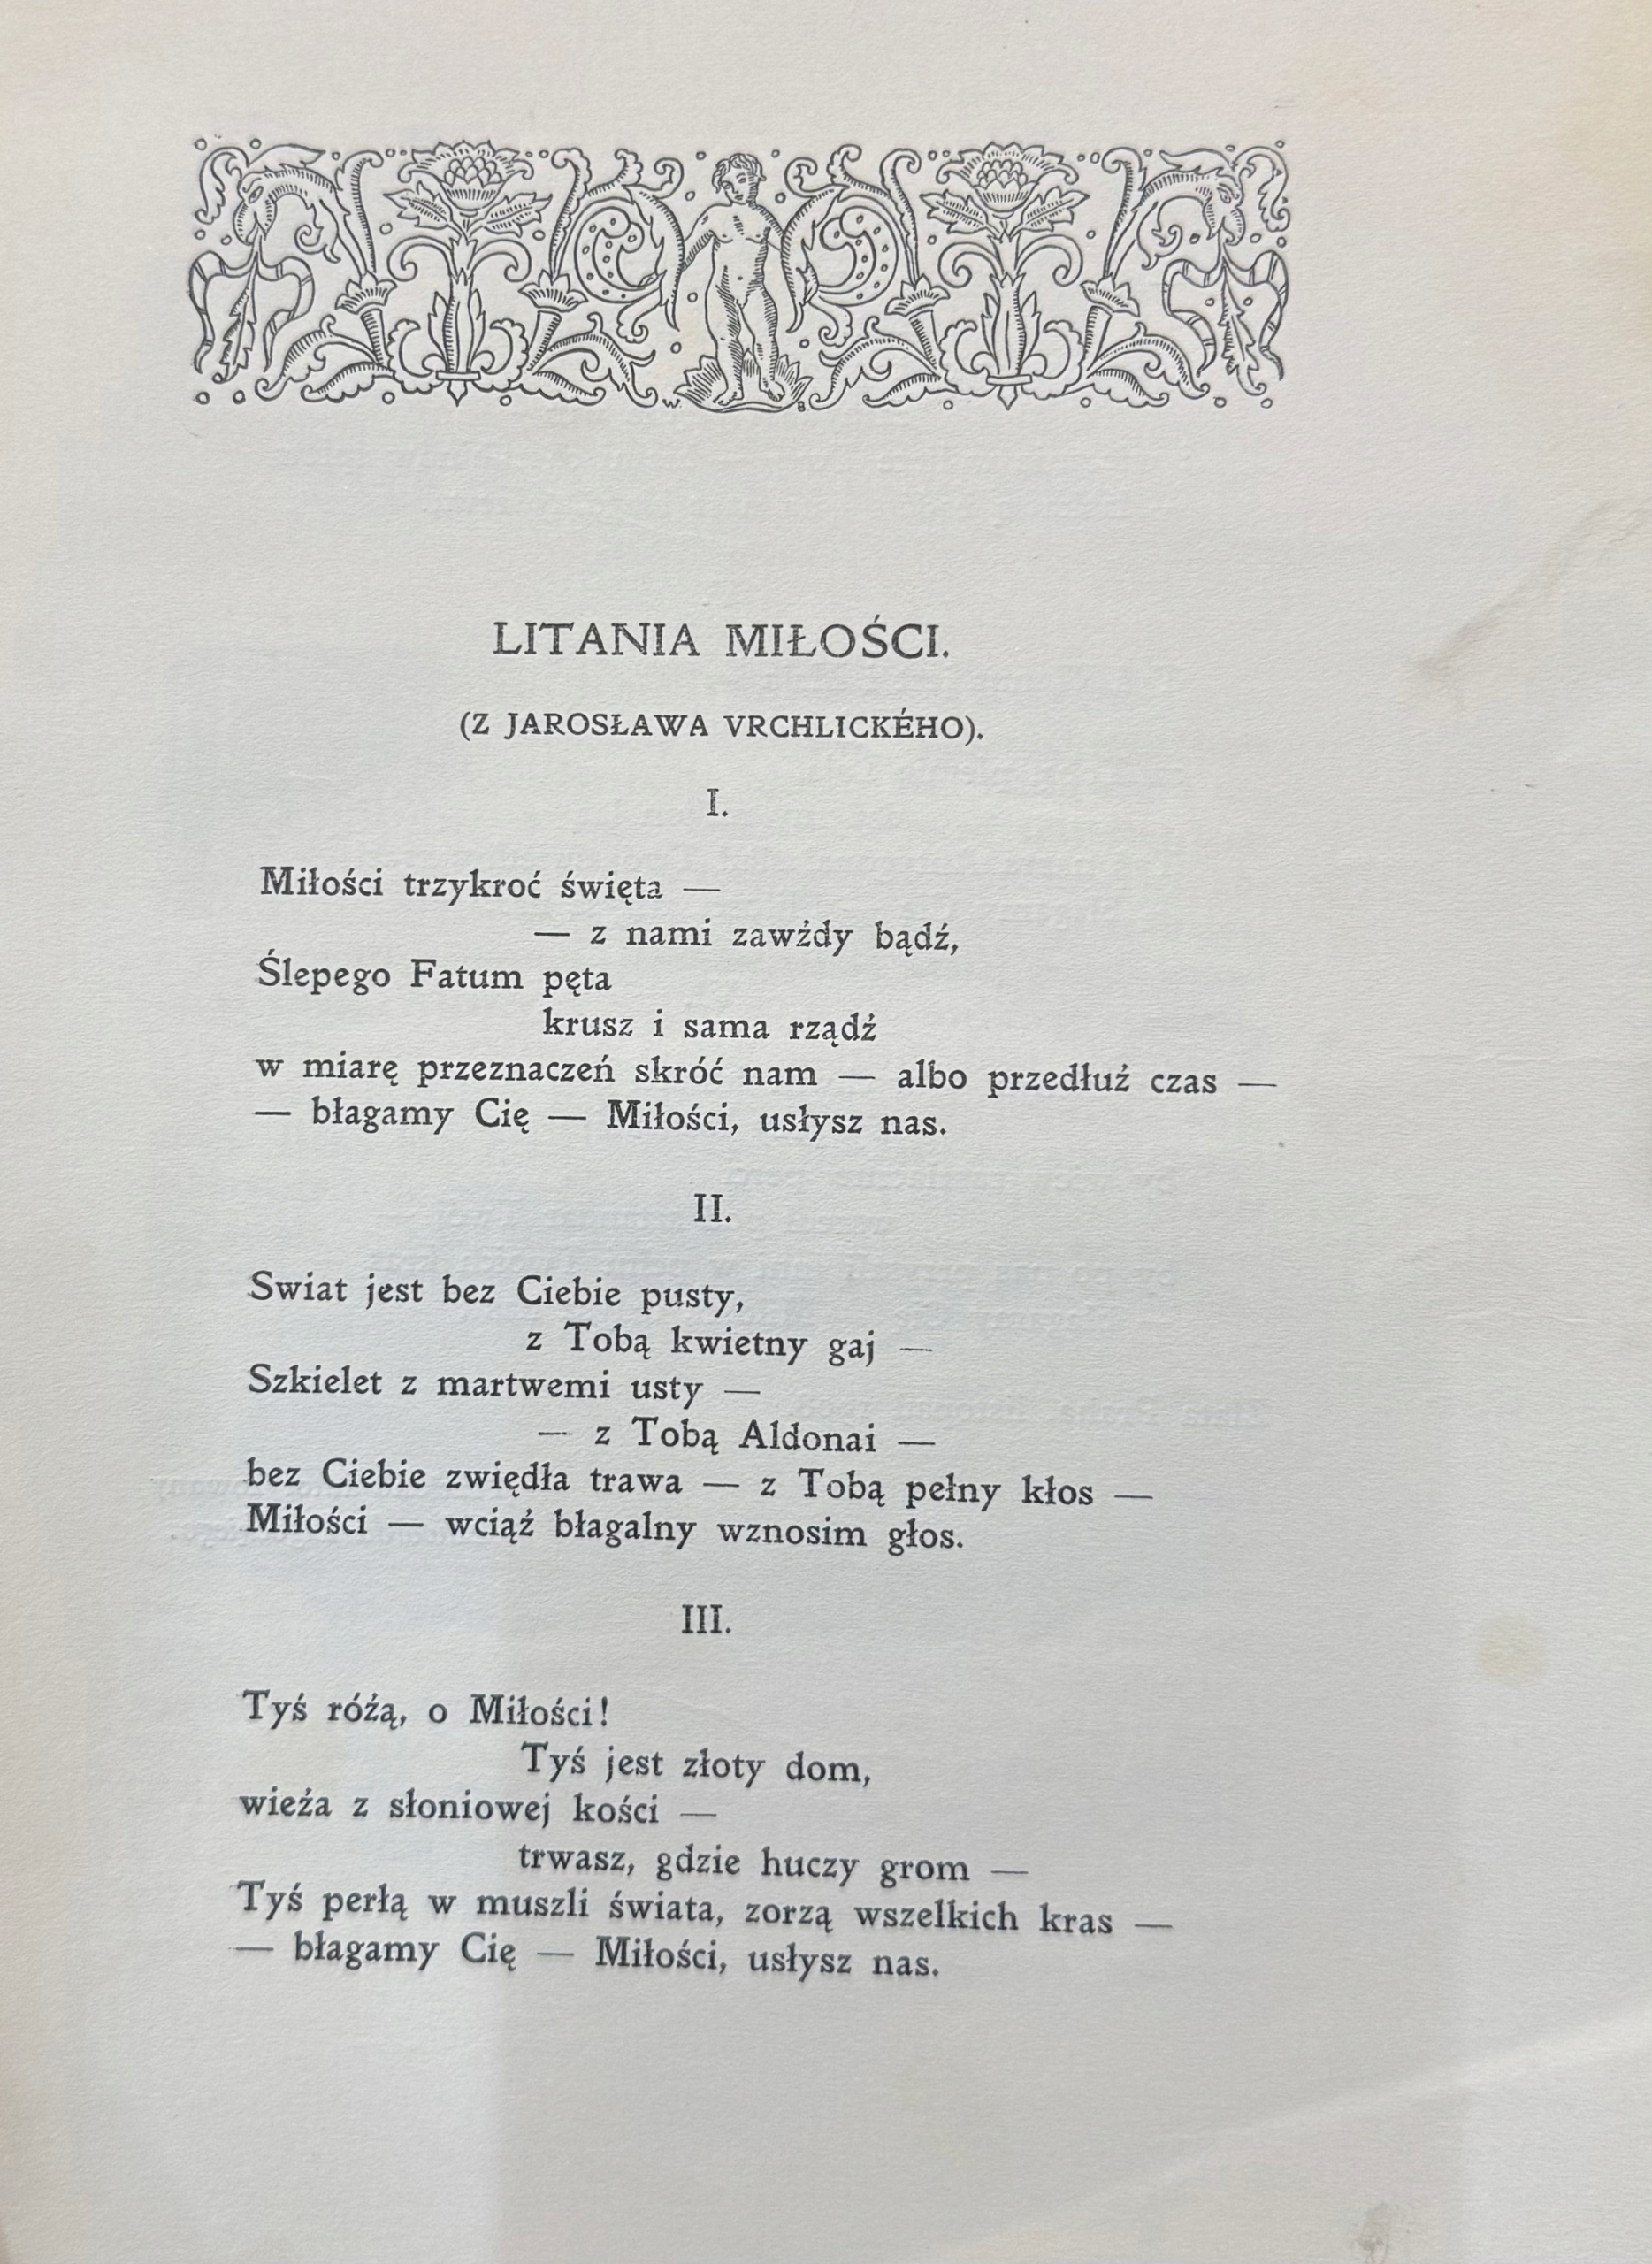 LITANIA MIŁOŚCI.
(Z JAROSŁAWA VRCHLICKÉHO).
I.
Miłości trzykroć święta —
— z nami zawżdy bądź,
Ślepego Fatum pęta
krusz i sama rządź
w miarę przeznaczeń skróć nam — albo przedłuż czas —
— błagamy Cię — Miłości, usłysz nas.
II.
Swiat jest bez Ciebie pusty,
z Tobą kwietny gaj —
Szkielet z martwemi usty —
— z Tobą Aldonai —
bez Ciebie zwiędła trawa — z Tobą pełny kłos —
Miłości — wciąż błagalny wznosim głos.
III.
Tyś różą, o Miłości!
Tyś jest złoty dom,
wieża z słoniowej kości —
trwasz, gdzie huczy grom —
Tyś perłą w muszli świata, zorzą wszelkich kras —
— błagamy Cię — Miłości, usłysz nas.